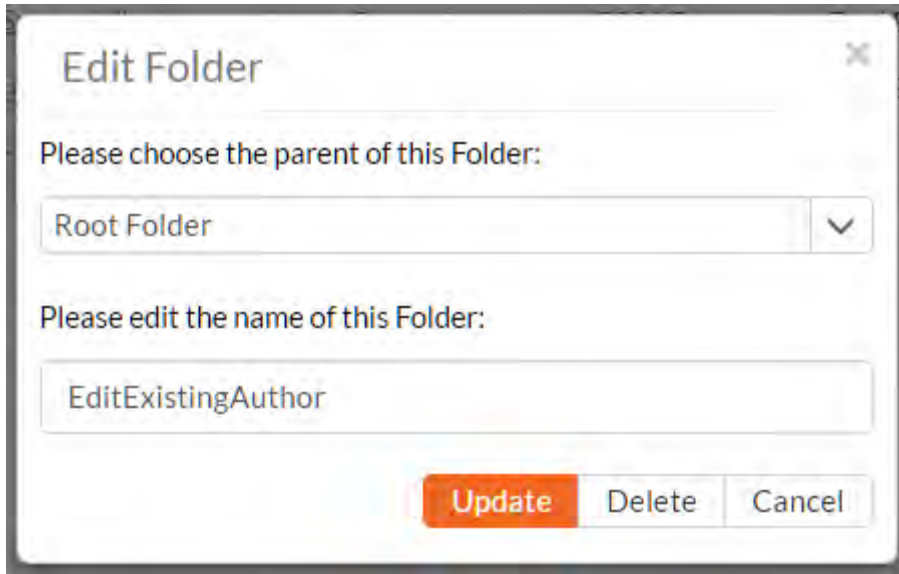 Edit Folder
Please choose the parent of this Folder:
Root Folder
Please edit the name of this Folder:
EditExistingAuthor
Update Delete Cancel